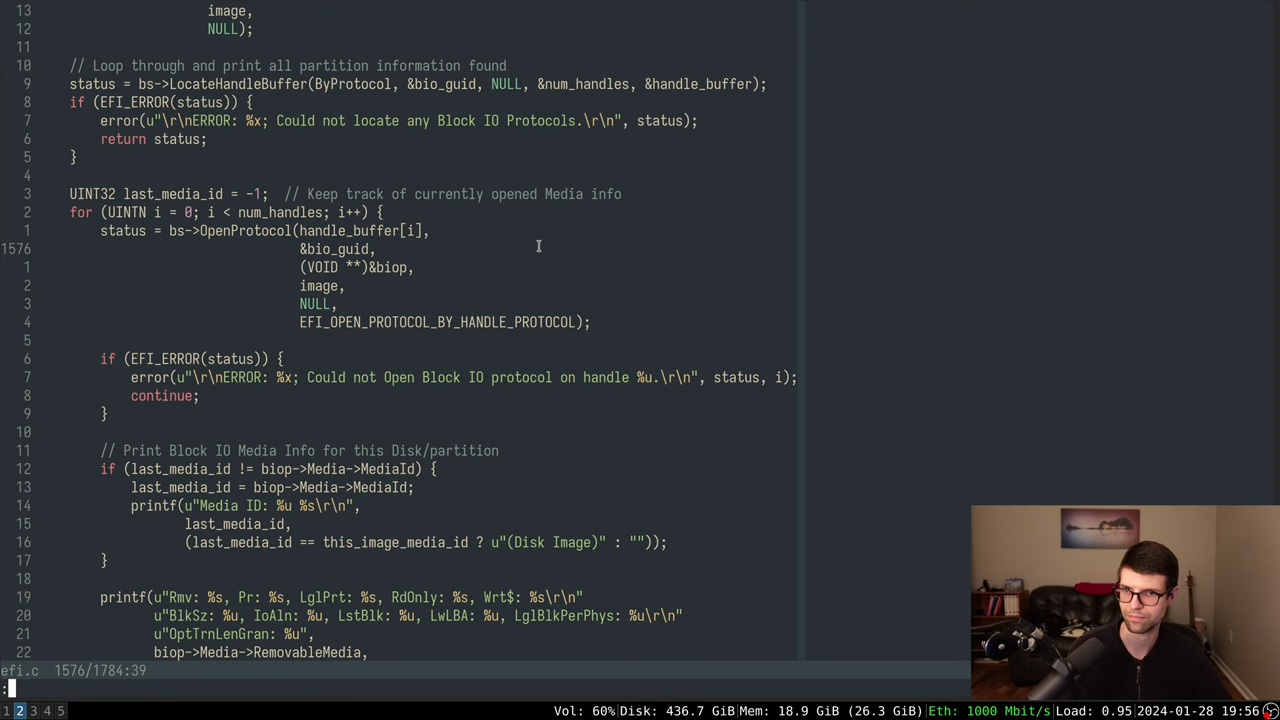 13                       image,
12                       NULL);
11
10     // Loop through and print all partition information found
 9     status = bs->LocateHandleBuffer(ByProtocol, &bio_guid, NULL, &num_handles, &handle_buffer);
 8     if (EFI_ERROR(status)) {
 7         error(u"\r\nERROR: %x; Could not locate any Block IO Protocols.\r\n", status);
 6         return status;
 5     }
 4
 3     UINT32 last_media_id = -1;  // Keep track of currently opened Media info
 2     for (UINTN i = 0; i < num_handles; i++) {
 1         status = bs->OpenProtocol(handle_buffer[i],
1576                                   &bio_guid,
 1                                   (VOID **)&biop,
 2                                   image,
 3                                   NULL,
 4                                   EFI_OPEN_PROTOCOL_BY_HANDLE_PROTOCOL);
 5
 6         if (EFI_ERROR(status)) {
 7             error(u"\r\nERROR: %x; Could not Open Block IO protocol on handle %u.\r\n", status, i);
 8             continue;
 9         }
10
11         // Print Block IO Media Info for this Disk/partition
12         if (last_media_id != biop->Media->MediaId) {
13             last_media_id = biop->Media->MediaId;
14             printf(u"Media ID: %u %s\r\n",
15                    last_media_id,
16                    (last_media_id == this_image_media_id ? u"(Disk Image)" : ""));
17         }
18
19         printf(u"Rmv: %s, Pr: %s, LglPrt: %s, RdOnly: %s, Wrt$: %s\r\n"
20                u"BlkSz: %u, IoAln: %u, LstBlk: %u, LwLBA: %u, LglBlkPerPhys: %u\r\n"
21                u"OptTrnLenGran: %u",
22                biop->Media->RemovableMedia,
efi.c  1576/1784:39
:
1 2 3 4 5 Vol: 60%|Disk: 436.7 GiB|Mem: 18.9 GiB (26.3 GiB)|Eth: 1000 Mbit/s|Load: 0.95|2024-01-28 19:56